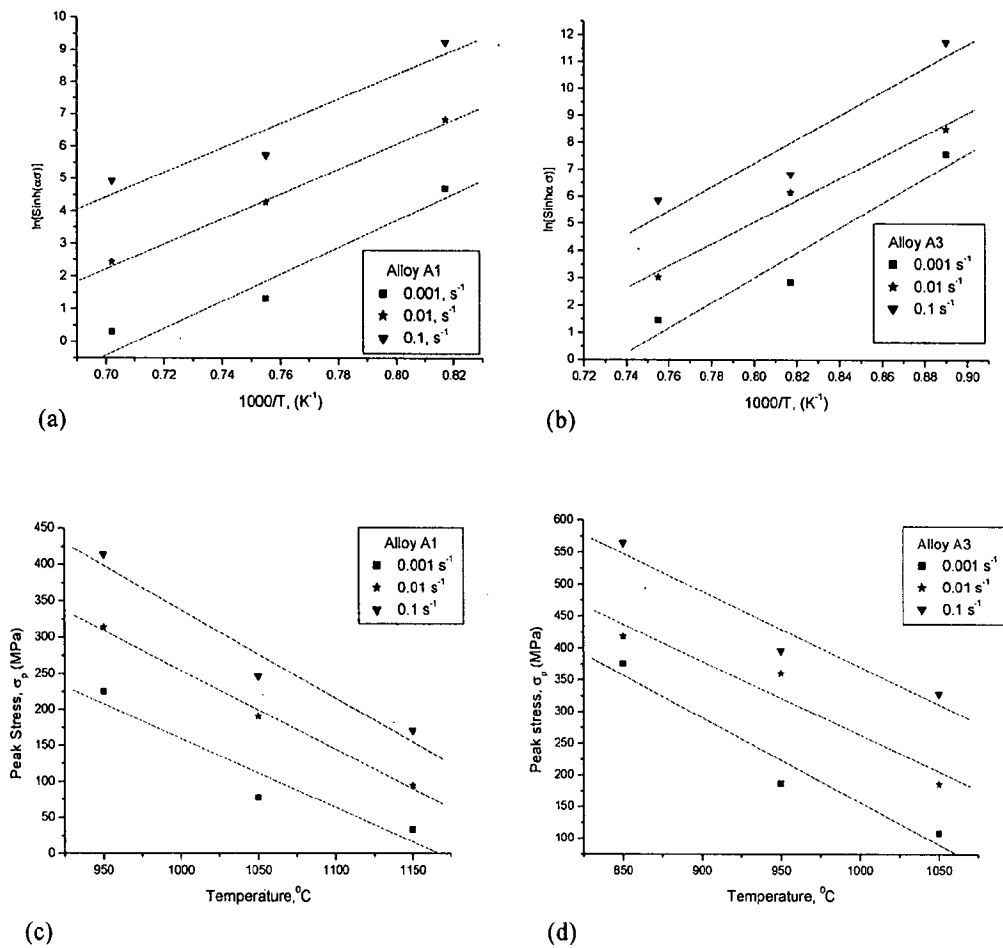 10
9
8
7
6
5
4
3
2
1
0
ln[Sinh(ασ)]
0.70 0.72 0.74 0.76 0.78 0.80 0.82
1000/T, (K⁻¹)
Alloy A1
0.001, s⁻¹
0.01, s⁻¹
0.1, s⁻¹
(a)
12
11
10
9
8
7
6
5
4
3
2
1
0
ln[Sinhα σ)]
0.72 0.74 0.76 0.78 0.80 0.82 0.84 0.86 0.88 0.90
1000/T, (K⁻¹)
Alloy A3
0.001 s⁻¹
0.01 s⁻¹
0.1 s⁻¹
(b)
450
400
350
300
250
200
150
100
50
0
Peak Stress, σₚ (MPa)
950 1000 1050 1100 1150
Temperature,⁰C
Alloy A1
0.001 s⁻¹
0.01 s⁻¹
0.1 s⁻¹
(c)
600
550
500
450
400
350
300
250
200
150
100
Peak stress, σₚ (MPa)
850 900 950 1000 1050
Temperature, ⁰C
Alloy A3
0.001 s⁻¹
0.01 s⁻¹
0.1 s⁻¹
(d)